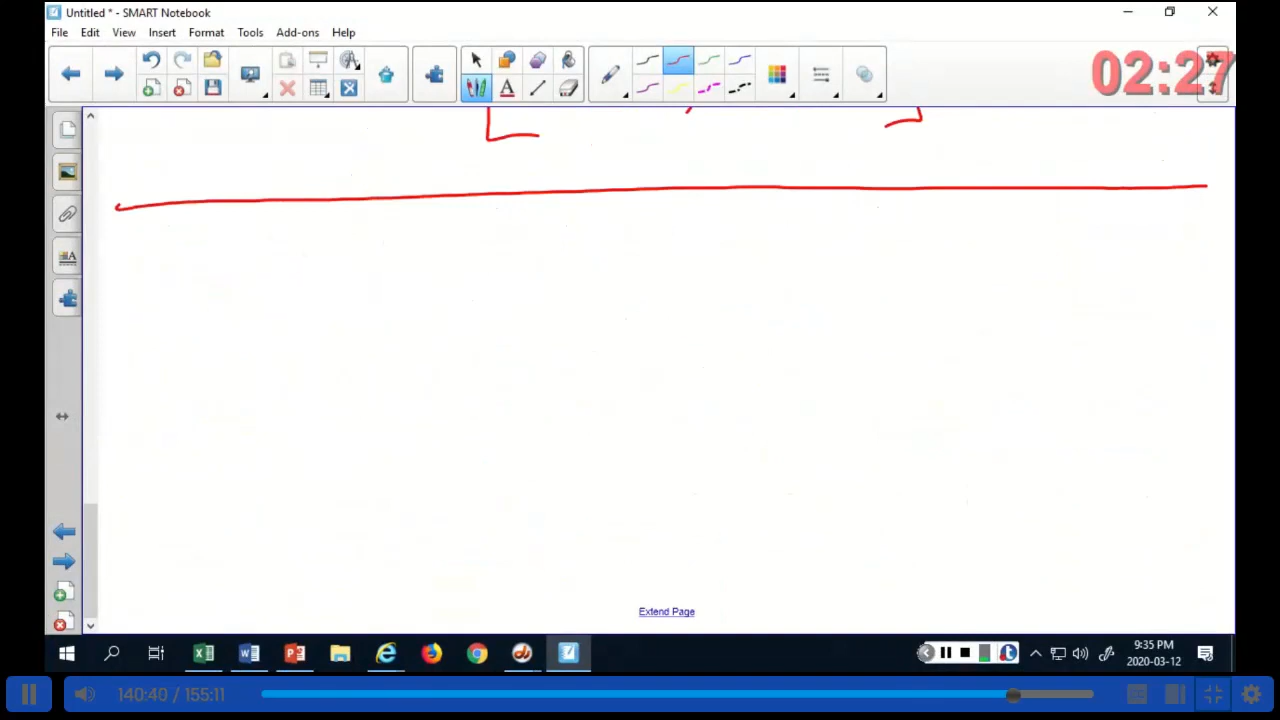 Untitled * - SMART Notebook
File Edit View Insert Format Tools Add-ons Help
02:27
Extend Page
9:35 PM
2020-03-12
140:40 / 155:11